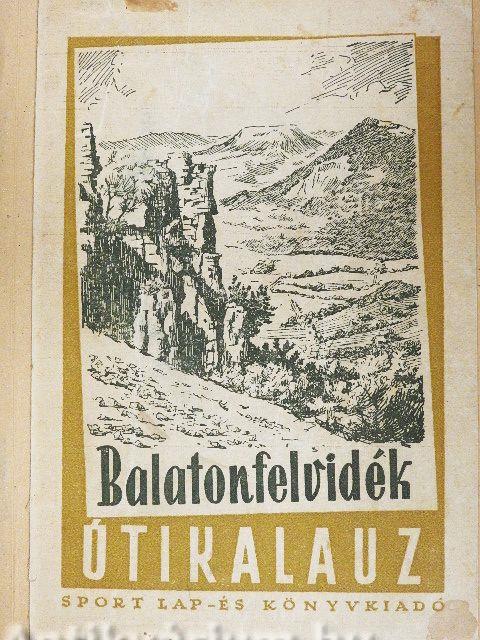 Balatonfelvidék
ÚTIKALAUZ
SPORT LAP-ÉS KÖNYVKIADÓ